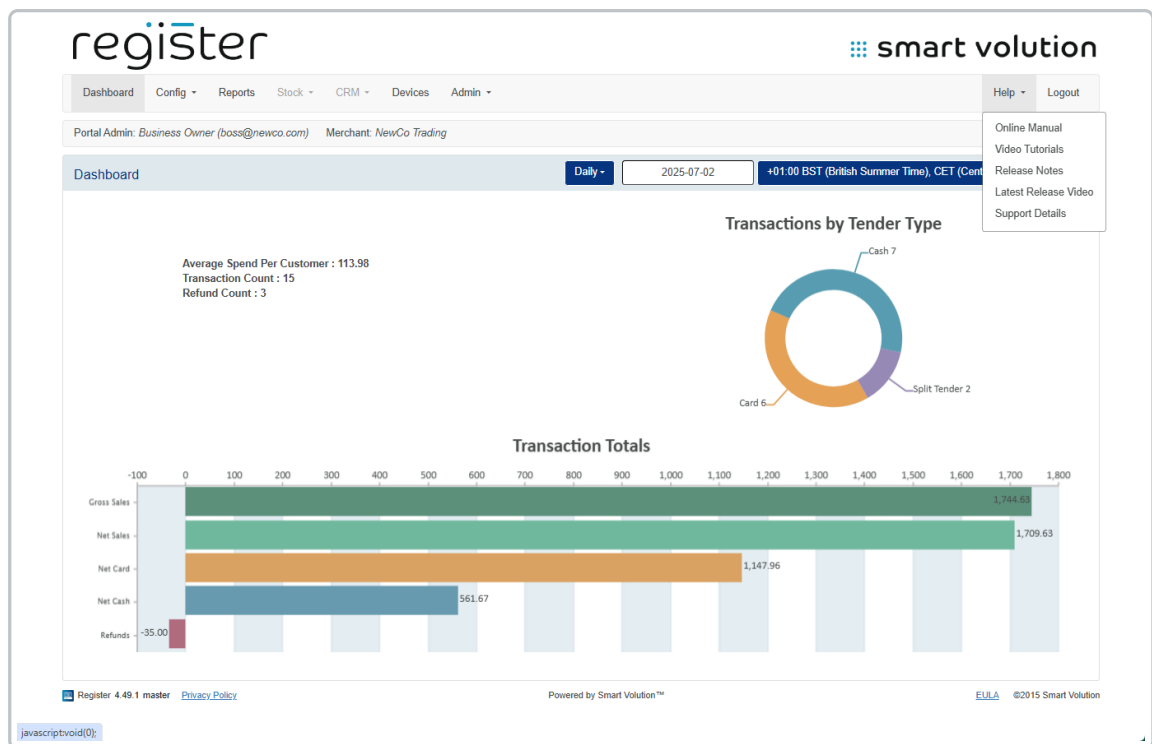 register
smart volution
Dashboard Config Reports Stock CRM Devices Admin Help Logout
Portal Admin: Business Owner (boss@newco.com) Merchant: NewCo Trading
Online Manual
Video Tutorials
Release Notes
Latest Release Video
Support Details
Dashboard Daily 2025-07-02 +01:00 BST (British Summer Time), CET (Cent
Average Spend Per Customer : 113.98
Transaction Count : 15
Refund Count : 3
Transactions by Tender Type
Cash 7
Split Tender 2
Card 6
Transaction Totals
-100 0 100 200 300 400 500 600 700 800 900 1,000 1,100 1,200 1,300 1,400 1,500 1,600 1,700 1,800
Gross Sales 1,744.63
Net Sales 1,709.63
Net Card 1,147.96
Net Cash 561.67
Refunds -35.00
Register 4.49.1 master Privacy Policy Powered by Smart Volution™ EULA ©2015 Smart Volution
javascript:void(0);